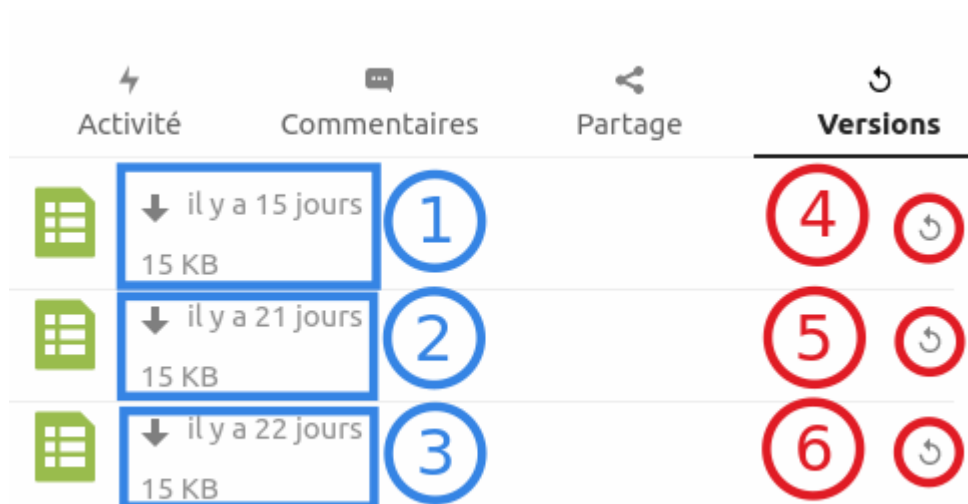 Activité Commentaires Partage Versions
il y a 15 jours 1 4
15 KB
il y a 21 jours 2 5
15 KB
il y a 22 jours 3 6
15 KB